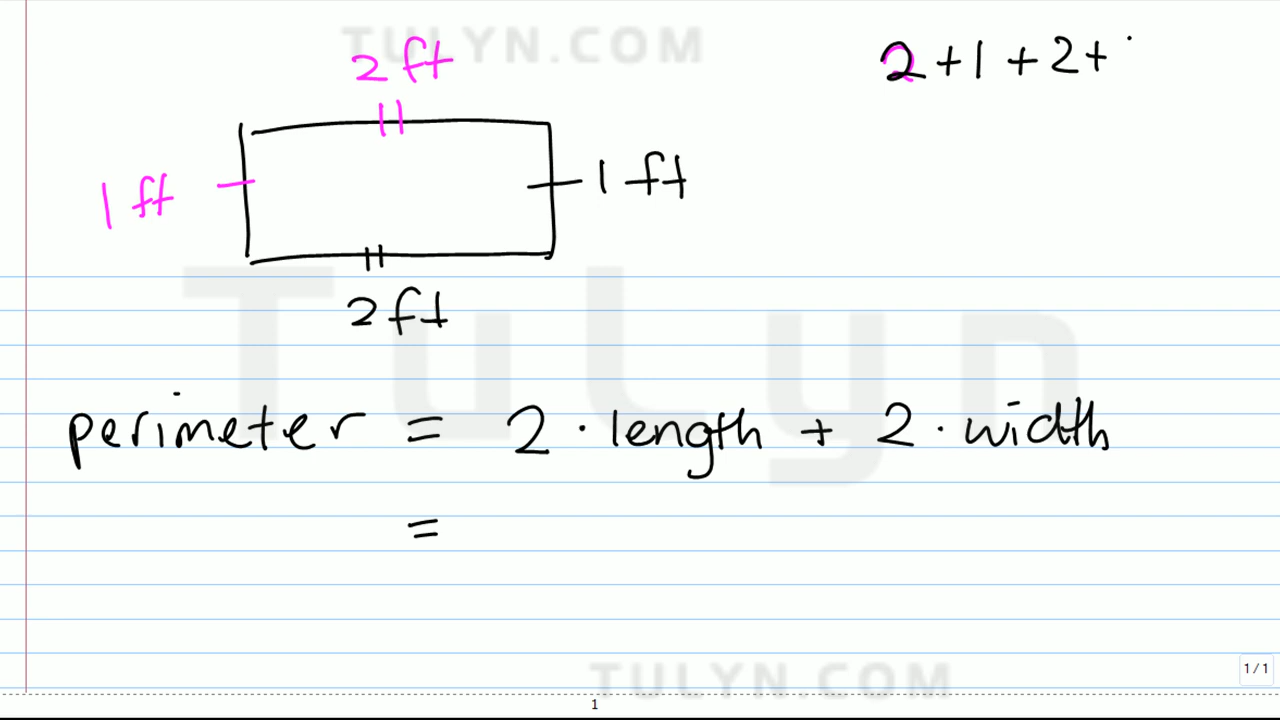 TULYN.COM
2 ft
2 + 1 + 2 +
1 ft
1 ft
2 ft
TuLyn
perimeter = 2 · length + 2 · width
=
TULYN.COM
1 / 1
1